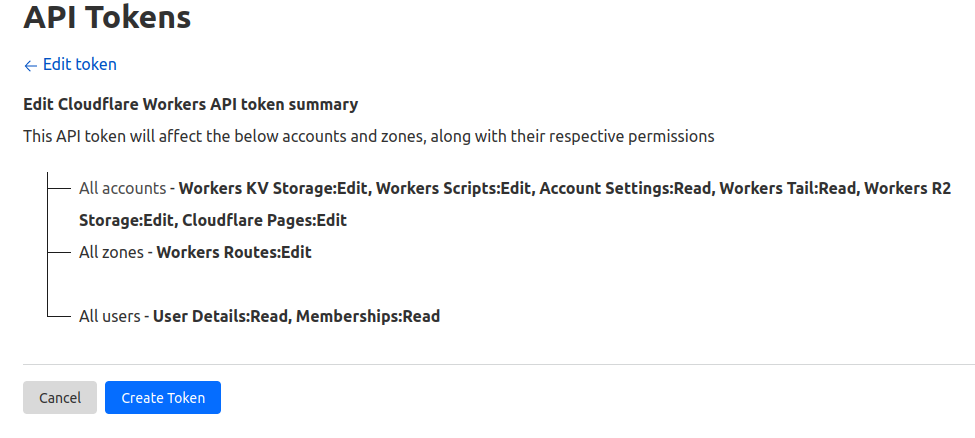 API Tokens
← Edit token
Edit Cloudflare Workers API token summary
This API token will affect the below accounts and zones, along with their respective permissions
All accounts - Workers KV Storage:Edit, Workers Scripts:Edit, Account Settings:Read, Workers Tail:Read, Workers R2
Storage:Edit, Cloudflare Pages:Edit
All zones - Workers Routes:Edit
All users - User Details:Read, Memberships:Read
Cancel Create Token